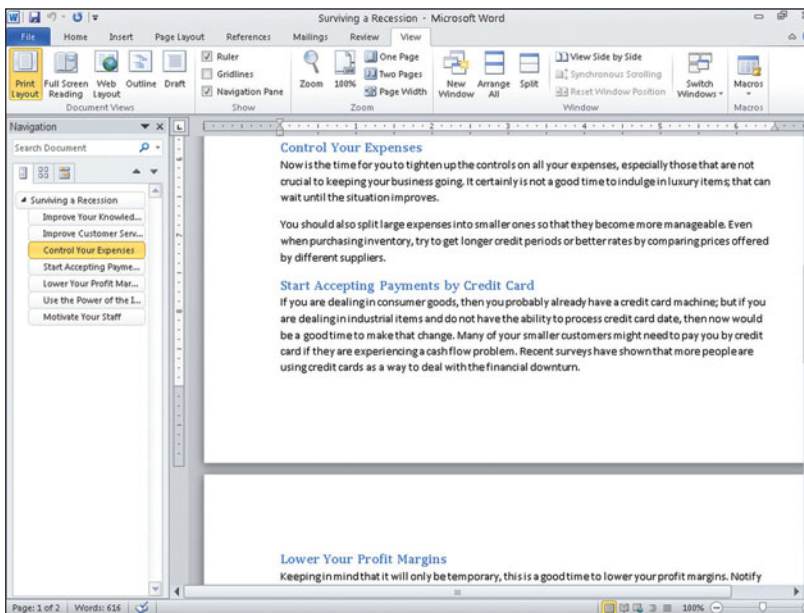 Surviving a Recession - Microsoft Word
File Home Insert Page Layout References Mailings Review View
Print Layout
Full Screen Reading
Web Layout
Outline
Draft
Document Views
Ruler
Gridlines
Navigation Pane
Show
Zoom
100%
One Page
Two Pages
Page Width
Zoom
New Window
Arrange All
Split
View Side by Side
Synchronous Scrolling
Reset Window Position
Switch Windows
Window
Macros
Macros
Navigation
Search Document
Surviving a Recession
Improve Your Knowled...
Improve Customer Serv...
Control Your Expenses
Start Accepting Payme...
Lower Your Profit Mar...
Use the Power of the I...
Motivate Your Staff
Control Your Expenses
Now is the time for you to tighten up the controls on all your expenses, especially those that are not
crucial to keeping your business going. It certainly is not a good time to indulge in luxury items; that can
wait until the situation improves.
You should also split large expenses into smaller ones so that they become more manageable. Even
when purchasing inventory, try to get longer credit periods or better rates by comparing prices offered
by different suppliers.
Start Accepting Payments by Credit Card
If you are dealing in consumer goods, then you probably already have a credit card machine; but if you
are dealing in industrial items and do not have the ability to process credit card date, then now would
be a good time to make that change. Many of your smaller customers might need to pay you by credit
card if they are experiencing a cash flow problem. Recent surveys have shown that more people are
using credit cards as a way to deal with the financial downturn.
Lower Your Profit Margins
Keeping in mind that it will only be temporary, this is a good time to lower your profit margins. Notify
Page: 1 of 2 Words: 616
100%